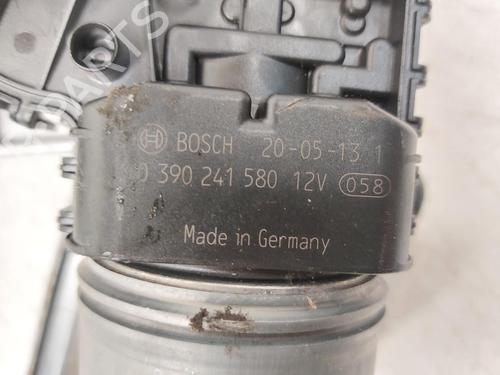 BOSCH 20-05-13 1
0 390 241 580 12V 058
Made in Germany